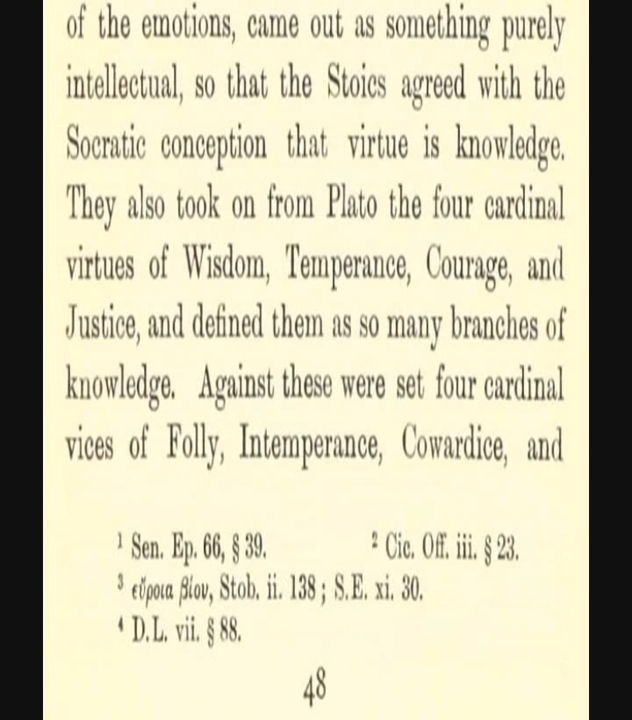 of the emotions, came out as something purely
intellectual, so that the Stoics agreed with the
Socratic conception that virtue is knowledge.
They also took on from Plato the four cardinal
virtues of Wisdom, Temperance, Courage, and
Justice, and defined them as so many branches of
knowledge. Against these were set four cardinal
vices of Folly, Intemperance, Cowardice, and
¹ Sen. Ep. 66, § 39. ² Cic. Off. iii. § 23.
³ εὔροια βίου, Stob. ii. 138; S.E. xi. 30.
⁴ D.L. vii. § 88.
48